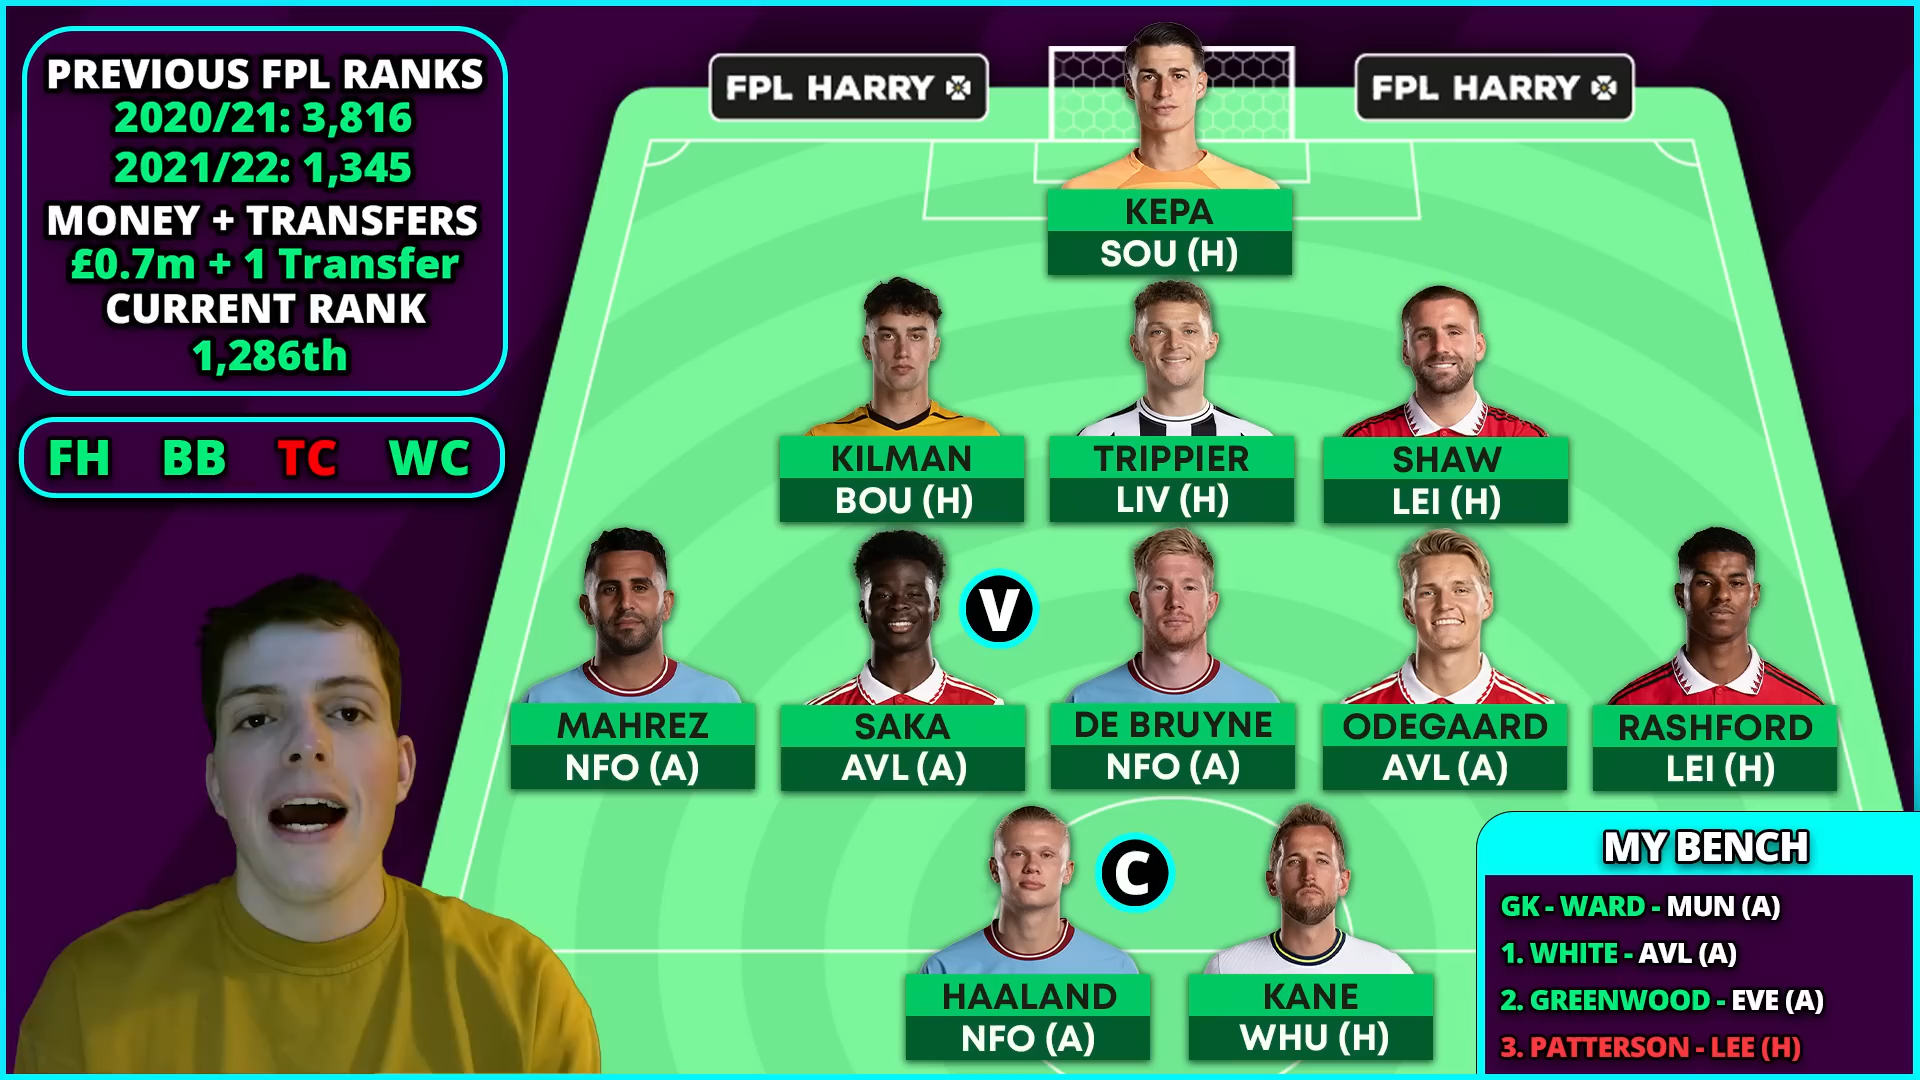 PREVIOUS FPL RANKS
2020/21: 3,816
2021/22: 1,345
MONEY + TRANSFERS
£0.7m + 1 Transfer
CURRENT RANK
1,286th
FH BB TC WC
FPL HARRY
FPL HARRY
KEPA
SOU (H)
KILMAN
BOU (H)
TRIPPIER
LIV (H)
SHAW
LEI (H)
MAHREZ
NFO (A)
SAKA
AVL (A)
V
DE BRUYNE
NFO (A)
ODEGAARD
AVL (A)
RASHFORD
LEI (H)
HAALAND
NFO (A)
C
KANE
WHU (H)
MY BENCH
GK - WARD - MUN (A)
1. WHITE - AVL (A)
2. GREENWOOD - EVE (A)
3. PATTERSON - LEE (H)